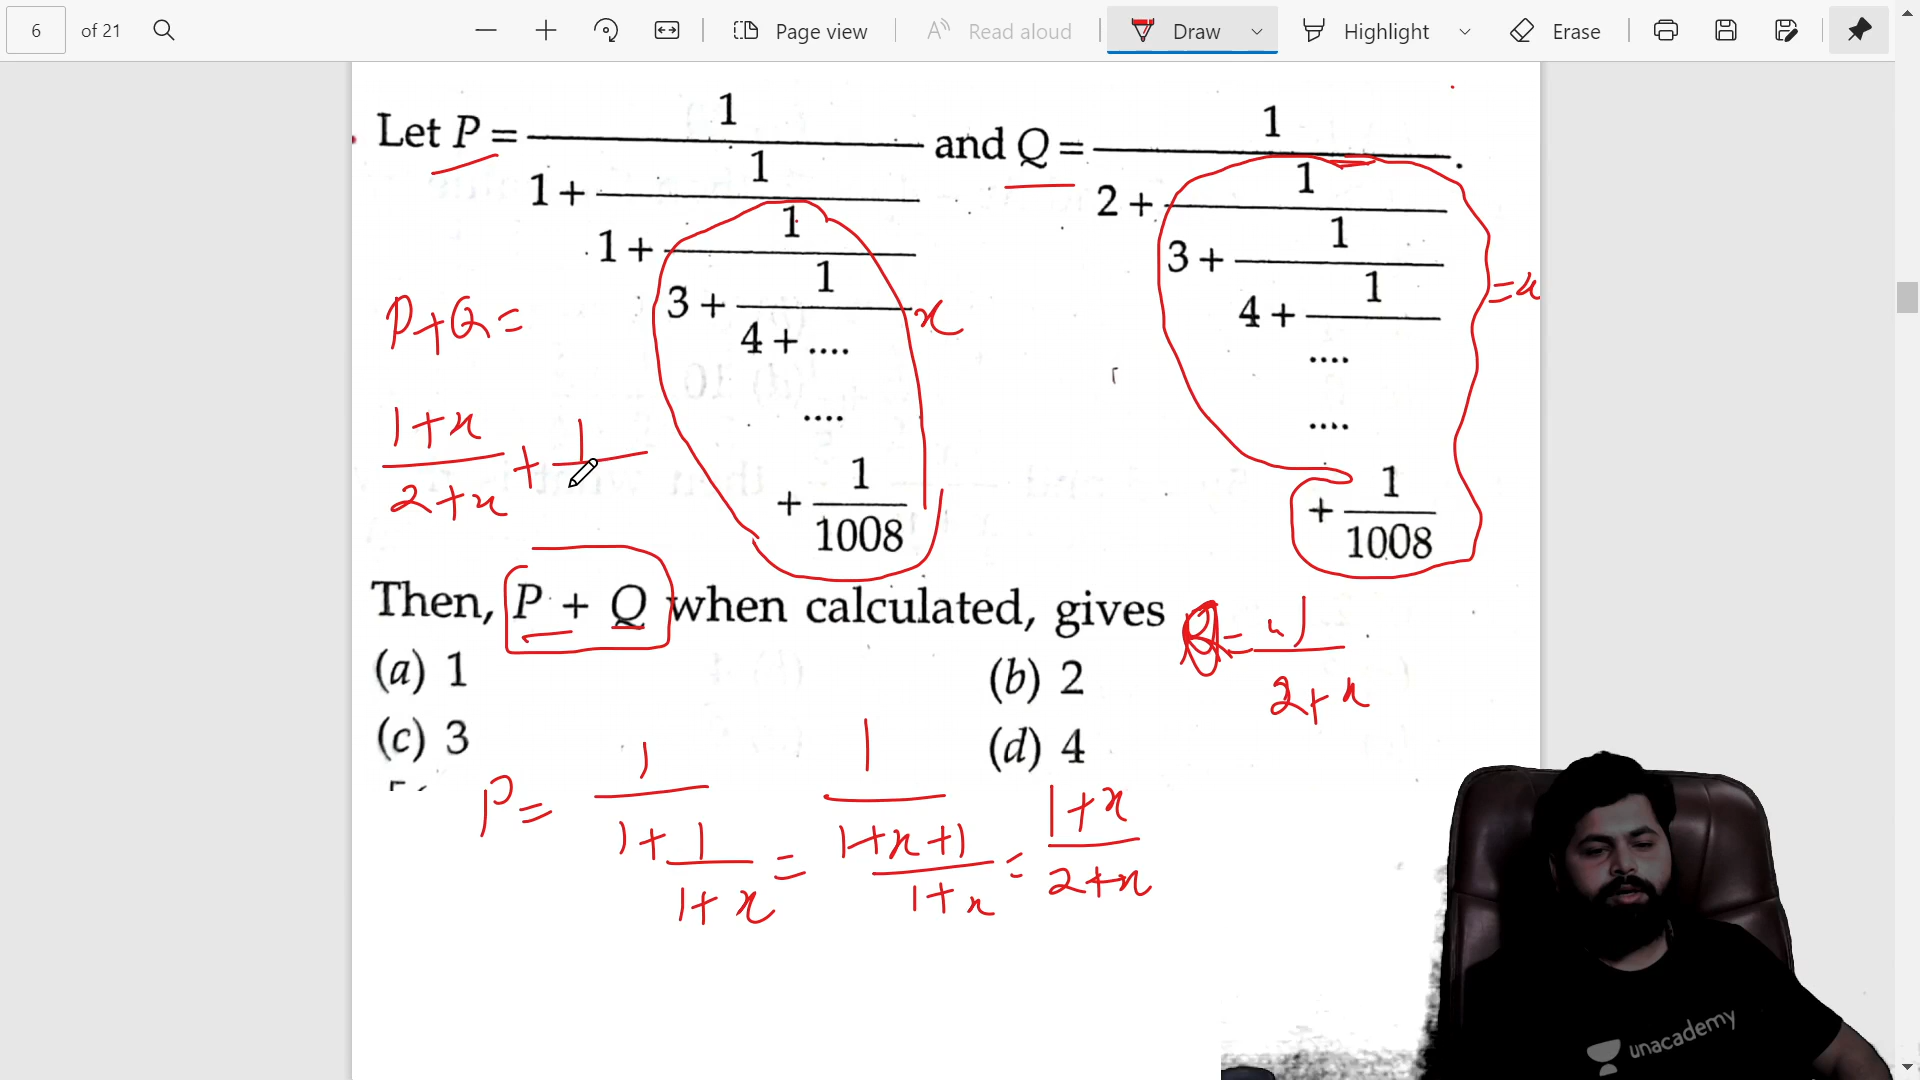 6 of 21 Page view Read aloud Draw Highlight Erase
Let P = 1 and Q = 1 .
1 + 1 2 + 1
1 + 1 3 + 1
3 + 1 4 + 1
4 + .... ....
.... ....
+ 1 + 1
1008 1008
= x
x
P+Q =
1+x + 1
2+x
Then, P + Q when calculated, gives
Q = 1
2+x
(a) 1 (b) 2
(c) 3 (d) 4
P = 1 1 1+x
1+1 = 1+x+1 = 2+x
1+x 1+x
unacademy